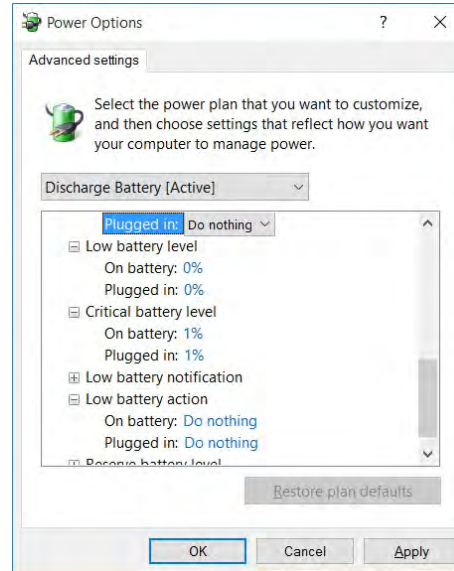 Power Options
Advanced settings
Select the power plan that you want to customize,
and then choose settings that reflect how you want
your computer to manage power.
Discharge Battery [Active]
Plugged in: Do nothing
Low battery level
On battery: 0%
Plugged in: 0%
Critical battery level
On battery: 1%
Plugged in: 1%
Low battery notification
Low battery action
On battery: Do nothing
Plugged in: Do nothing
Reserve battery level
Restore plan defaults
OK Cancel Apply